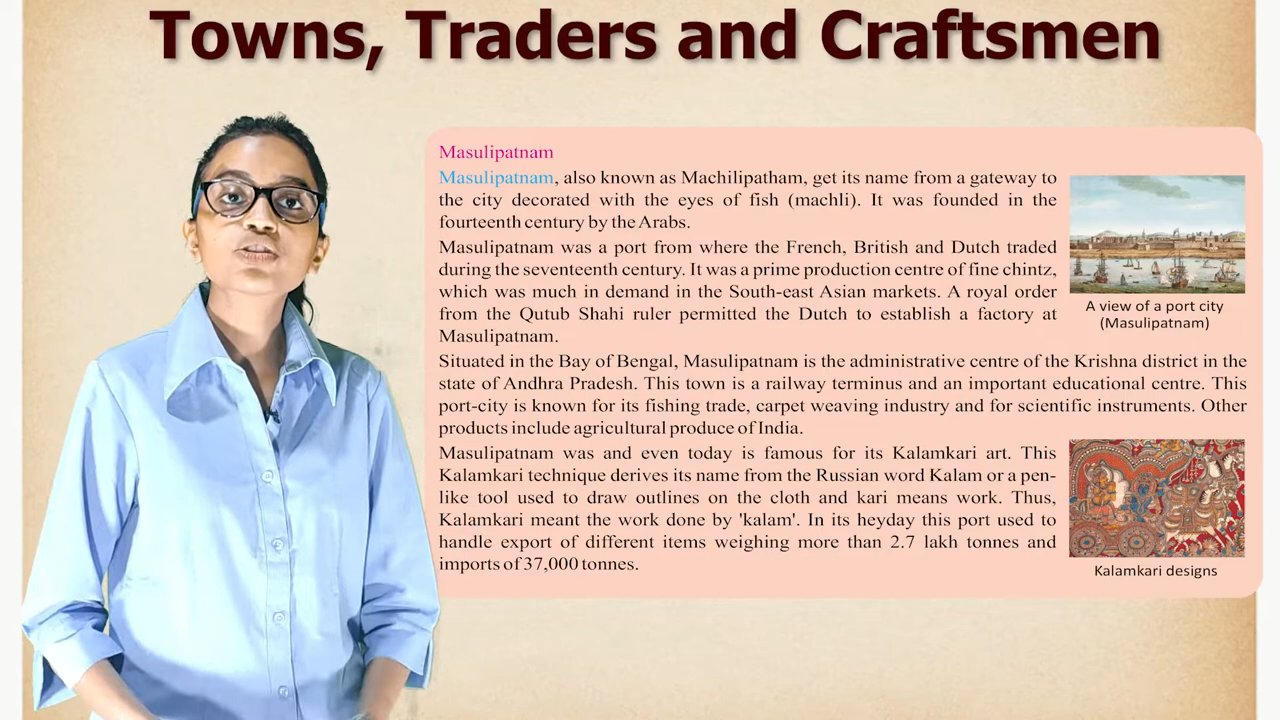 Towns, Traders and Craftsmen
Masulipatnam
Masulipatnam, also known as Machilipatham, get its name from a gateway to
the city decorated with the eyes of fish (machli). It was founded in the
fourteenth century by the Arabs.
Masulipatnam was a port from where the French, British and Dutch traded
during the seventeenth century. It was a prime production centre of fine chintz,
which was much in demand in the South-east Asian markets. A royal order
from the Qutub Shahi ruler permitted the Dutch to establish a factory at
Masulipatnam.
A view of a port city
(Masulipatnam)
Situated in the Bay of Bengal, Masulipatnam is the administrative centre of the Krishna district in the
state of Andhra Pradesh. This town is a railway terminus and an important educational centre. This
port-city is known for its fishing trade, carpet weaving industry and for scientific instruments. Other
products include agricultural produce of India.
Masulipatnam was and even today is famous for its Kalamkari art. This
Kalamkari technique derives its name from the Russian word Kalam or a pen-
like tool used to draw outlines on the cloth and kari means work. Thus,
Kalamkari meant the work done by 'kalam'. In its heyday this port used to
handle export of different items weighing more than 2.7 lakh tonnes and
imports of 37,000 tonnes.
Kalamkari designs